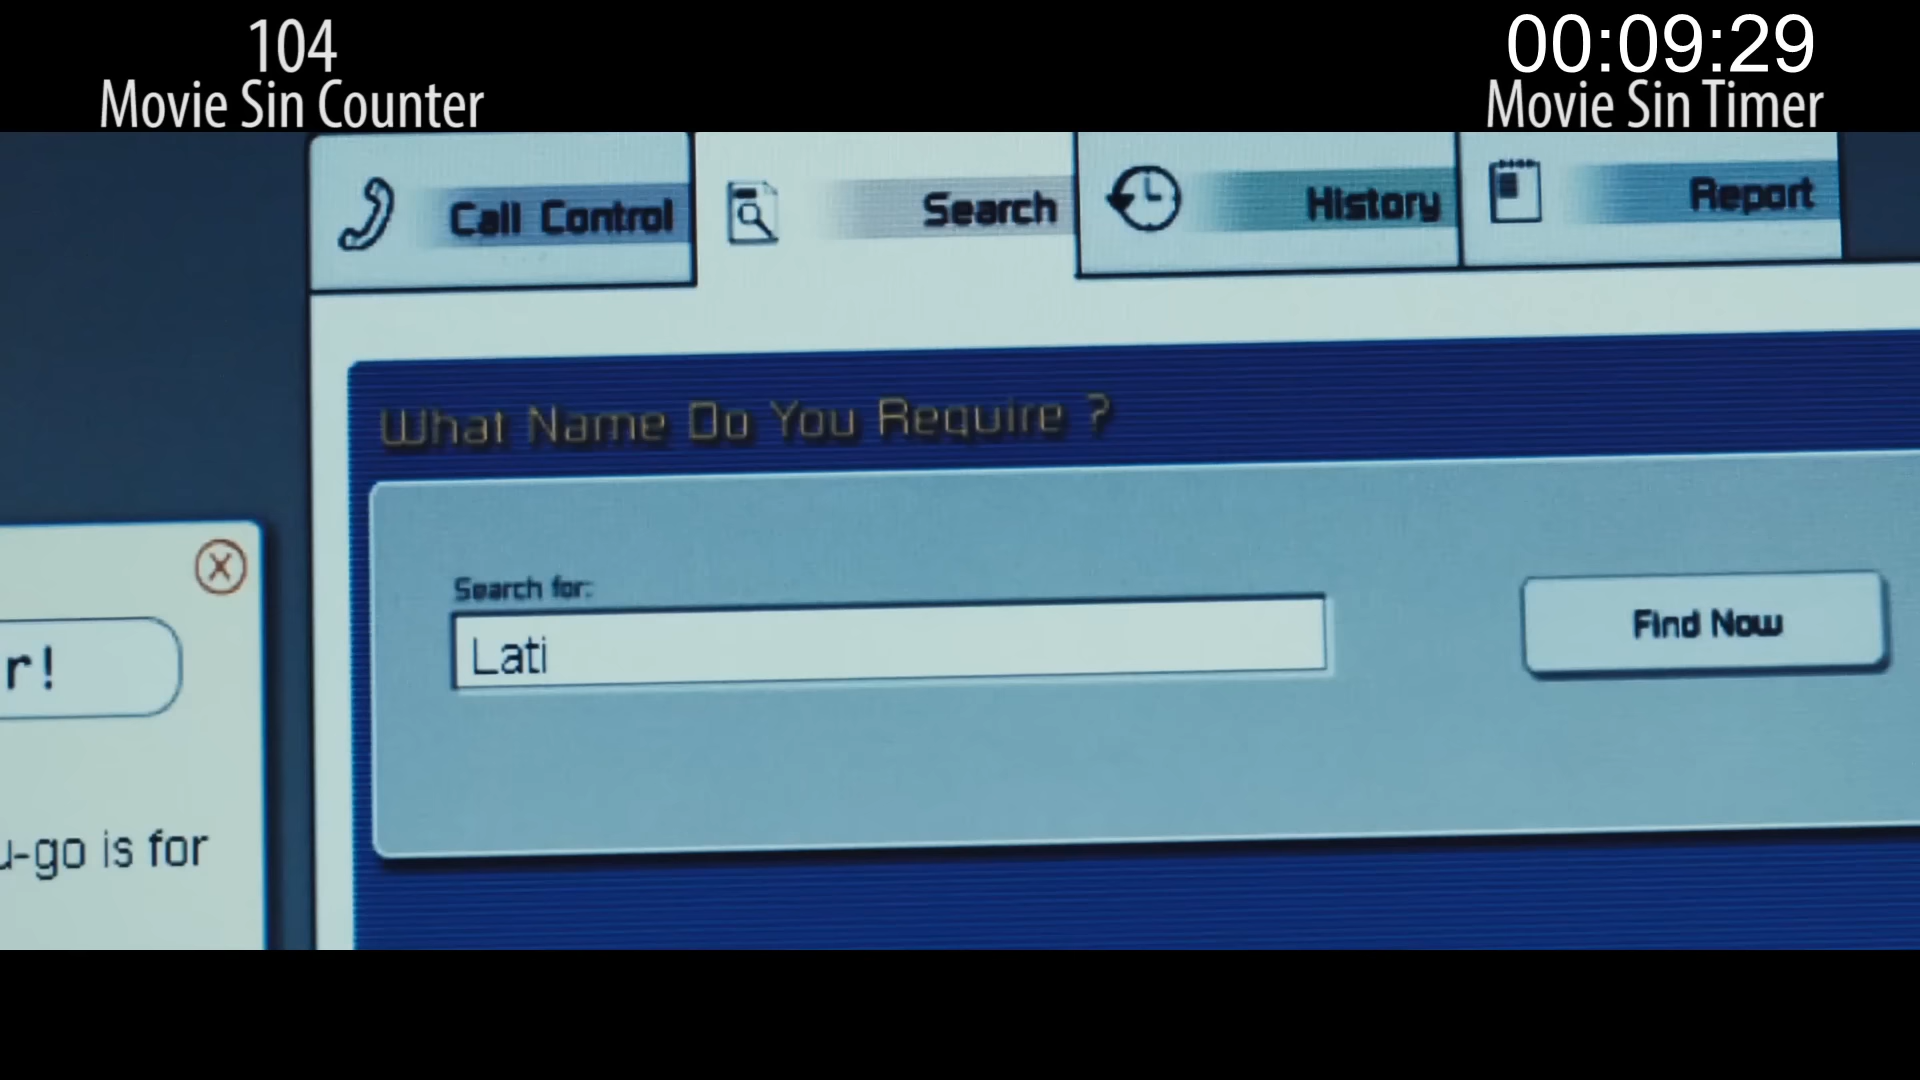 104
Movie Sin Counter
00:09:29
Movie Sin Timer
Call Control
Search
History
Report
What Name Do You Require ?
Search for:
Lati
Find Now
r!
u-go is for